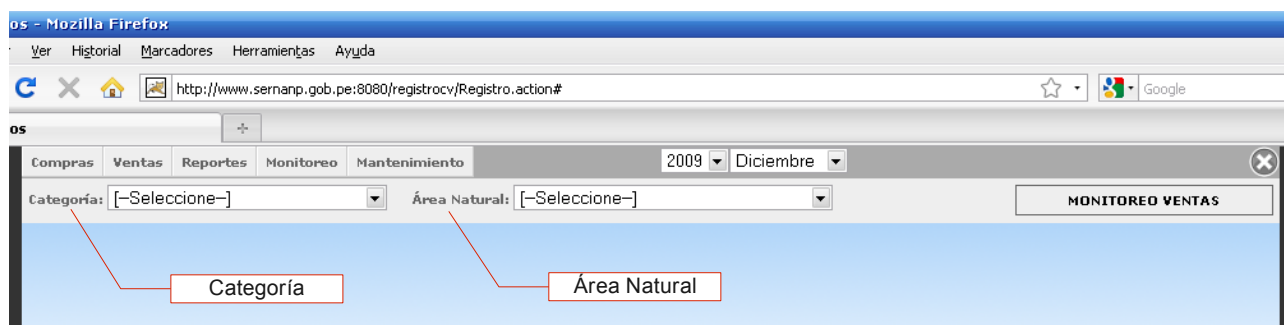 os - Mozilla Firefox
Ver Historial Marcadores Herramientas Ayuda
http://www.sernanp.gob.pe:8080/registrocv/Registro.action#
Google
os
Compras Ventas Reportes Monitoreo Mantenimiento 2009 Diciembre
Categoría: [--Seleccione--] Área Natural: [--Seleccione--] MONITOREO VENTAS
Categoría Área Natural